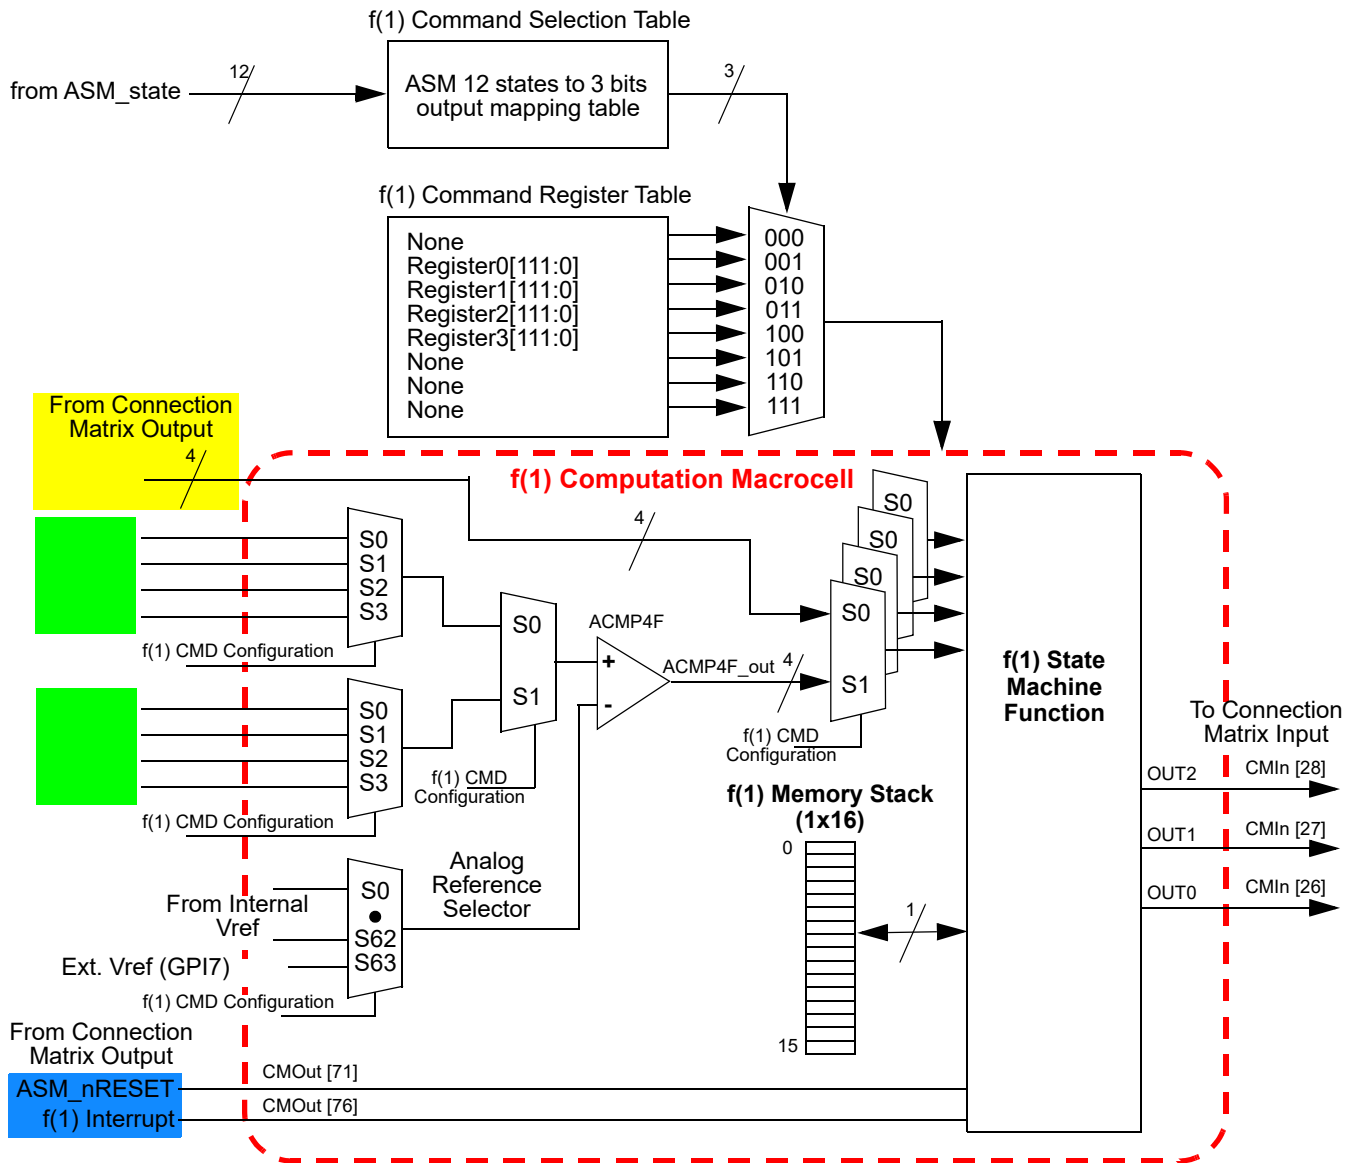 f(1) Command Selection Table
from ASM_state
12
ASM 12 states to 3 bits
output mapping table
3
f(1) Command Register Table
None
Register0[111:0]
Register1[111:0]
Register2[111:0]
Register3[111:0]
None
None
None
000
001
010
011
100
101
110
111
From Connection
Matrix Output
4
f(1) Computation Macrocell
4
S0
S1
S2
S3
f(1) CMD Configuration
S0
S1
S2
S3
f(1) CMD Configuration
S0
S1
f(1) CMD
Configuration
ACMP4F
+
-
ACMP4F_out
4
S0
S0
S0
S0
S1
f(1) CMD
Configuration
f(1) State
Machine
Function
f(1) Memory Stack
(1x16)
0
15
1
Analog
Reference
Selector
S0
S62
S63
From Internal
Vref
Ext. Vref (GPI7)
f(1) CMD Configuration
From Connection
Matrix Output
ASM_nRESET
f(1) Interrupt
CMOut [71]
CMOut [76]
To Connection
Matrix Input
OUT2
CMIn [28]
OUT1
CMIn [27]
OUT0
CMIn [26]